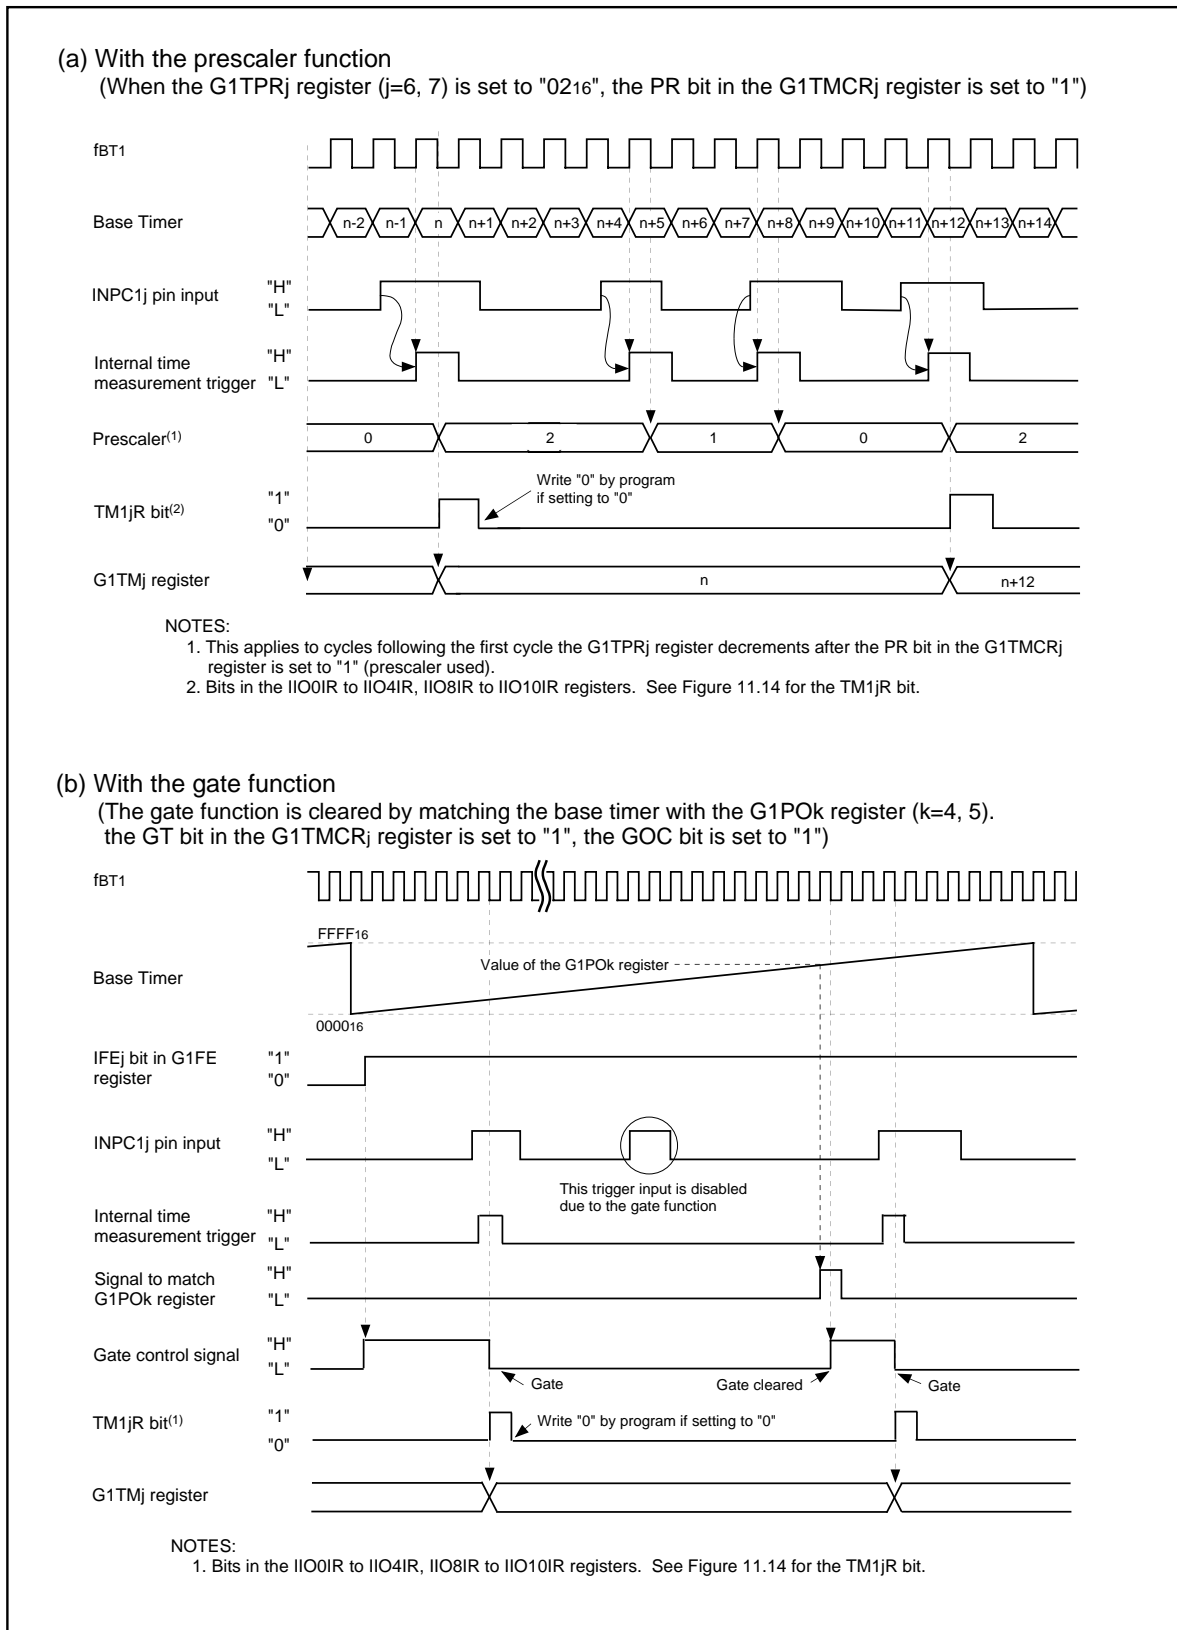 (a) With the prescaler function
(When the G1TPRj register (j=6, 7) is set to "0216", the PR bit in the G1TMCRj register is set to "1")
fBT1
Base Timer
n-2 n-1 n n+1 n+2 n+3 n+4 n+5 n+6 n+7 n+8 n+9 n+10 n+11 n+12 n+13 n+14
INPC1j pin input
"H"
"L"
Internal time
measurement trigger
"H"
"L"
Prescaler(1)
0 2 1 0 2
Write "0" by program
if setting to "0"
TM1jR bit(2)
"1"
"0"
G1TMj register
n n+12
NOTES:
1. This applies to cycles following the first cycle the G1TPRj register decrements after the PR bit in the G1TMCRj
register is set to "1" (prescaler used).
2. Bits in the IIO0IR to IIO4IR, IIO8IR to IIO10IR registers. See Figure 11.14 for the TM1jR bit.
(b) With the gate function
(The gate function is cleared by matching the base timer with the G1POk register (k=4, 5).
the GT bit in the G1TMCRj register is set to "1", the GOC bit is set to "1")
fBT1
FFFF16
Base Timer
Value of the G1POk register
000016
IFEj bit in G1FE
register
"1"
"0"
INPC1j pin input
"H"
"L"
This trigger input is disabled
due to the gate function
Internal time
measurement trigger
"H"
"L"
Signal to match
G1POk register
"H"
"L"
Gate control signal
"H"
"L"
Gate Gate cleared Gate
TM1jR bit(1)
"1"
"0"
Write "0" by program if setting to "0"
G1TMj register
NOTES:
1. Bits in the IIO0IR to IIO4IR, IIO8IR to IIO10IR registers. See Figure 11.14 for the TM1jR bit.